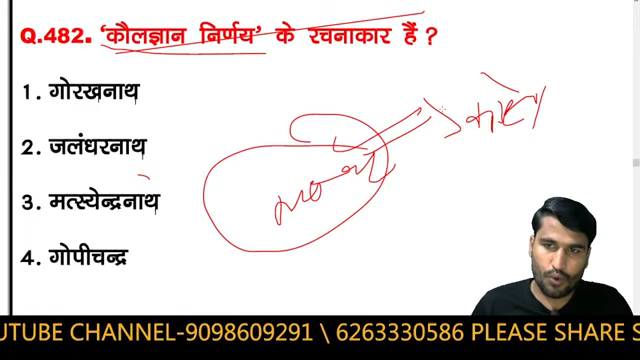 Q.482. 'कौलज्ञान निर्णय' के रचनाकार हैं ?
1. गोरखनाथ
2. जलंधरनाथ
3. मत्स्येन्द्रनाथ
4. गोपीचन्द्र
UTUBE CHANNEL-9098609291 \ 6263330586 PLEASE SHARE S